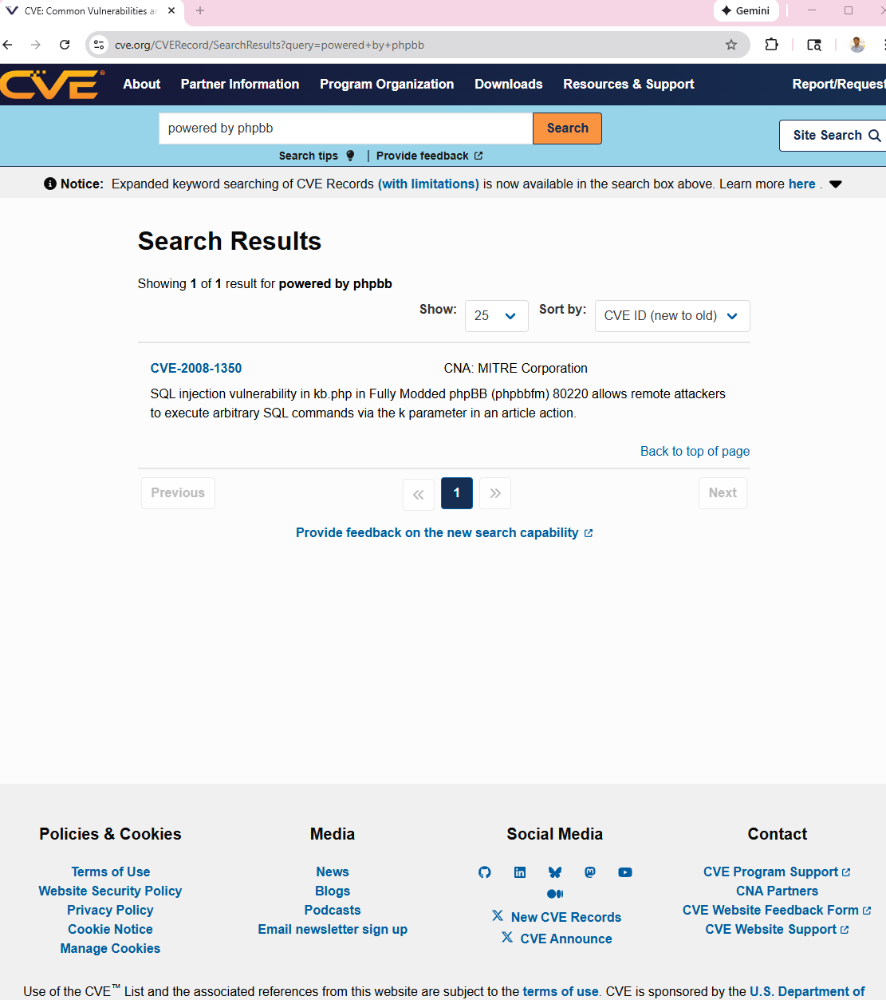 CVE: Common Vulnerabilities ar
Gemini
cve.org/CVERecord/SearchResults?query=powered+by+phpbb
CVE®
About Partner Information Program Organization Downloads Resources & Support Report/Request
powered by phpbb Search
Site Search
Search tips | Provide feedback
Notice: Expanded keyword searching of CVE Records (with limitations) is now available in the search box above. Learn more here .
Search Results
Showing 1 of 1 result for powered by phpbb
Show: 25 Sort by: CVE ID (new to old)
CVE-2008-1350 CNA: MITRE Corporation
SQL injection vulnerability in kb.php in Fully Modded phpBB (phpbbfm) 80220 allows remote attackers
to execute arbitrary SQL commands via the k parameter in an article action.
Back to top of page
Previous « 1 » Next
Provide feedback on the new search capability
Policies & Cookies Media Social Media Contact
Terms of Use News CVE Program Support
Website Security Policy Blogs CNA Partners
Privacy Policy Podcasts New CVE Records CVE Website Feedback Form
Cookie Notice Email newsletter sign up CVE Announce CVE Website Support
Manage Cookies
Use of the CVE™ List and the associated references from this website are subject to the terms of use. CVE is sponsored by the U.S. Department of